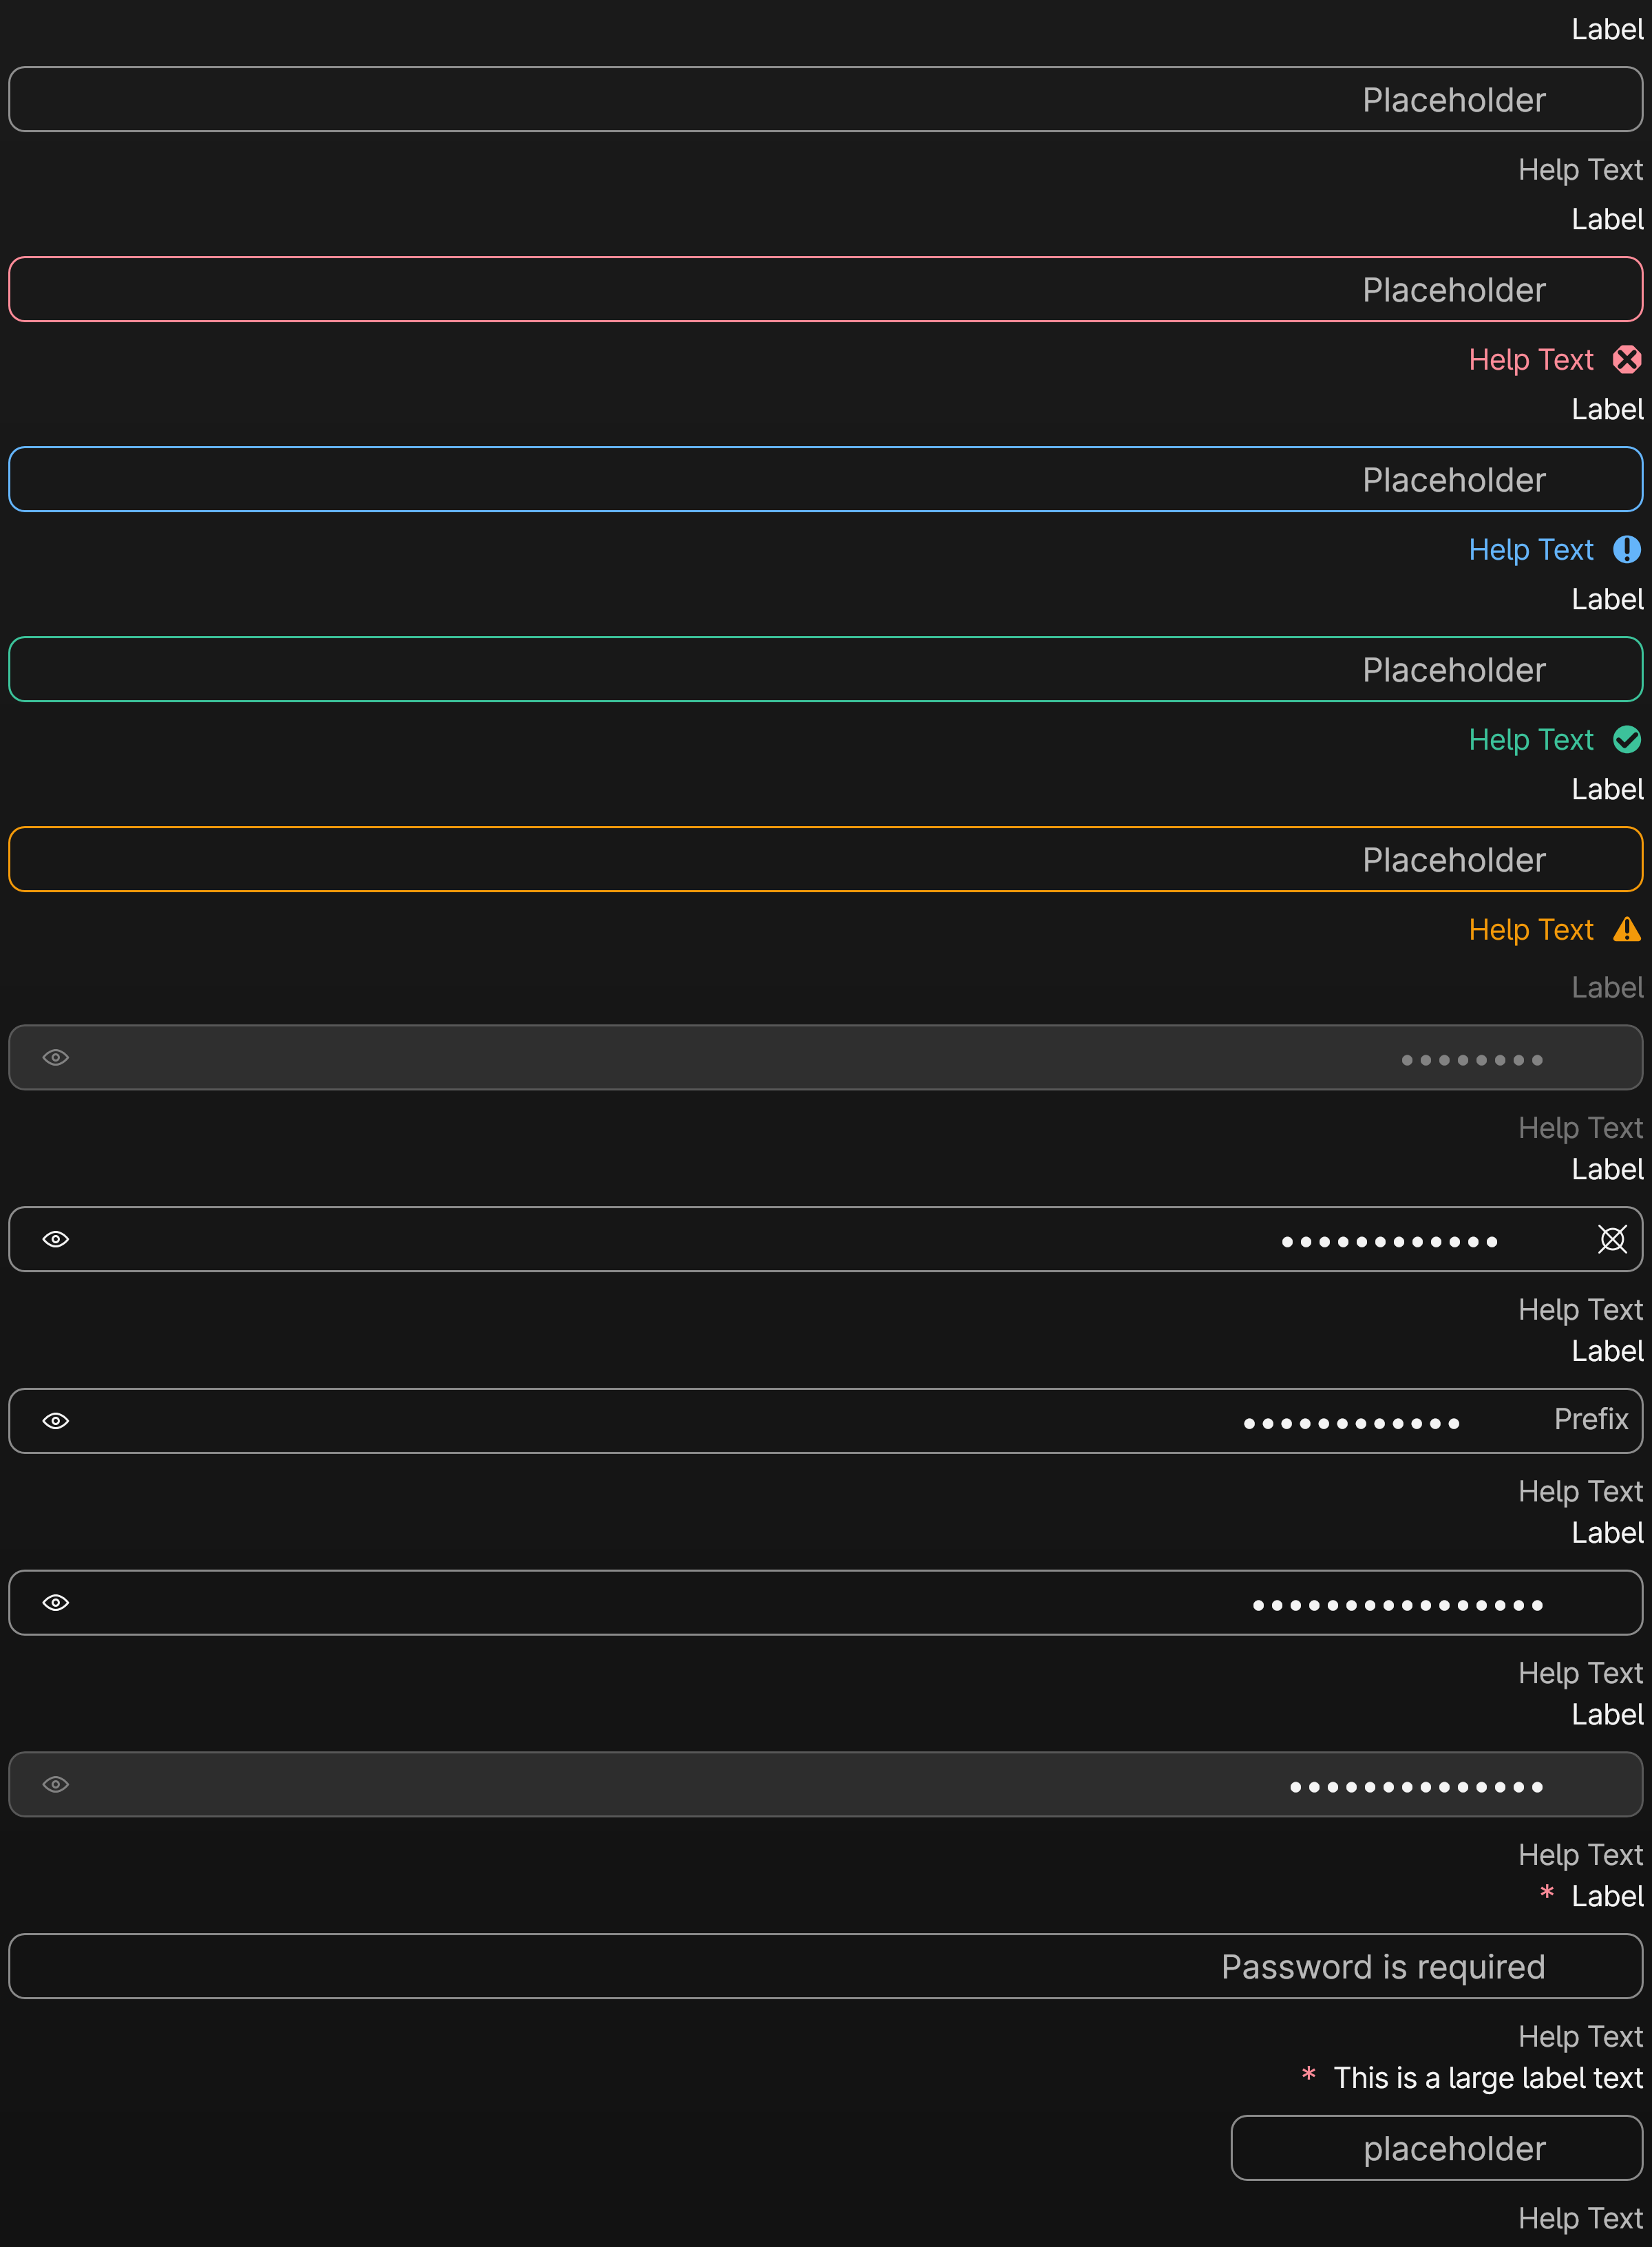 Label
Placeholder
Help Text
Label
Placeholder
Help Text
Label
Placeholder
Help Text
Label
Placeholder
Help Text
Label
Placeholder
Help Text
Label
••••••••
Help Text
Label
••••••••••••
Help Text
Label
Prefix ••••••••••••
Help Text
Label
••••••••••••••••
Help Text
Label
••••••••••••••
Help Text
Label *
Password is required
Help Text
This is a large label text *
placeholder
Help Text